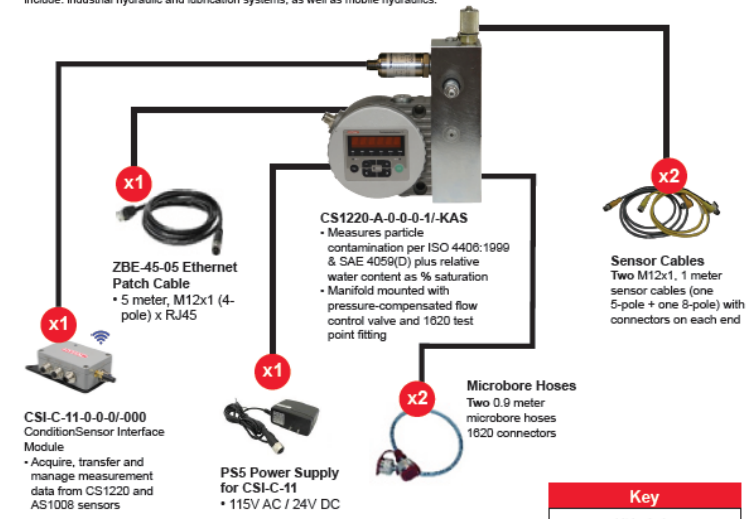 include: industrial hydraulic and lubrication systems, as well as mobile hydraulics.
x1
x2
CS1220-A-0-0-0-1/-KAS
• Measures particle
contamination per ISO 4406:1999
& SAE 4059(D) plus relative
water content as % saturation
• Manifold mounted with
pressure-compensated flow
control valve and 1620 test
point fitting
Sensor Cables
Two M12x1, 1 meter
sensor cables (one
5-pole + one 8-pole) with
connectors on each end
ZBE-45-05 Ethernet
Patch Cable
• 5 meter, M12x1 (4-
pole) x RJ45
x1
x1
x2
Microbore Hoses
Two 0.9 meter
microbore hoses
1620 connectors
CSI-C-11-0-0-0/-000
ConditionSensor Interface
Module
• Acquire, transfer and
manage measurement
data from CS1220 and
AS1008 sensors
PS5 Power Supply
for CSI-C-11
• 115V AC / 24V DC
Key